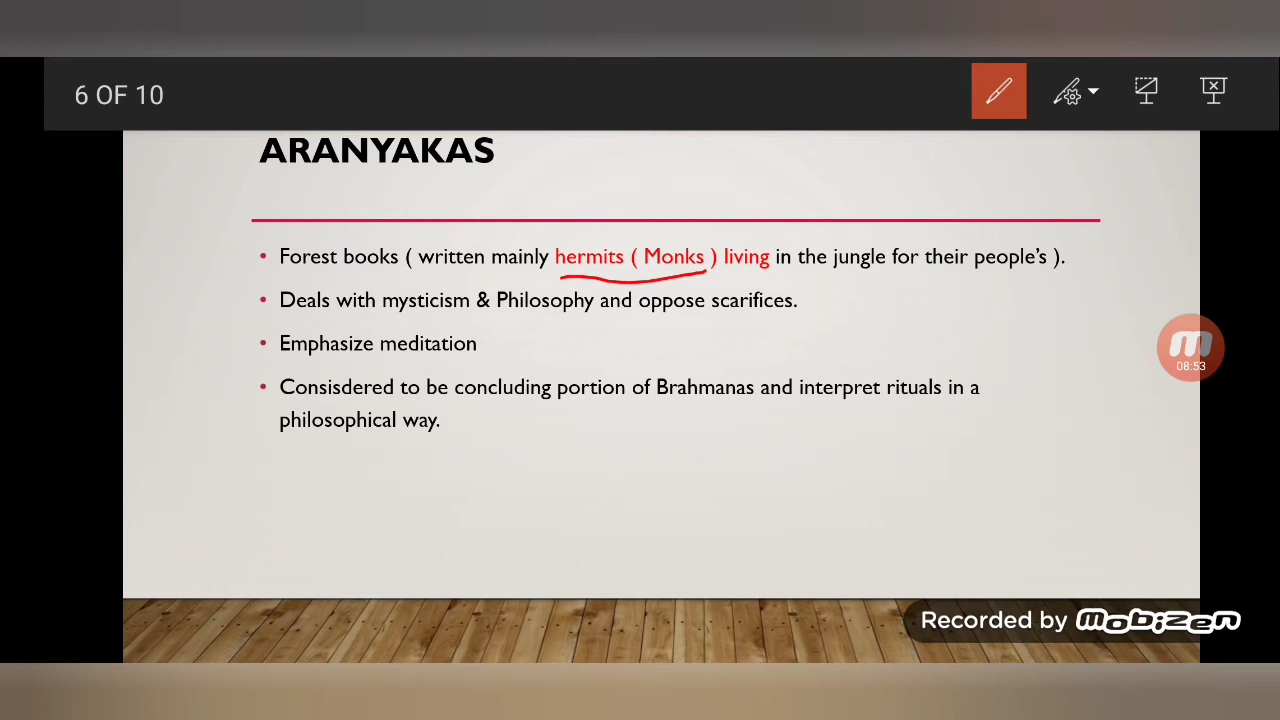 6 OF 10
ARANYAKAS
• Forest books ( written mainly hermits ( Monks ) living in the jungle for their people's ).
• Deals with mysticism & Philosophy and oppose scarifices.
• Emphasize meditation
• Consisdered to be concluding portion of Brahmanas and interpret rituals in a
philosophical way.
08:53
Recorded by mobizen